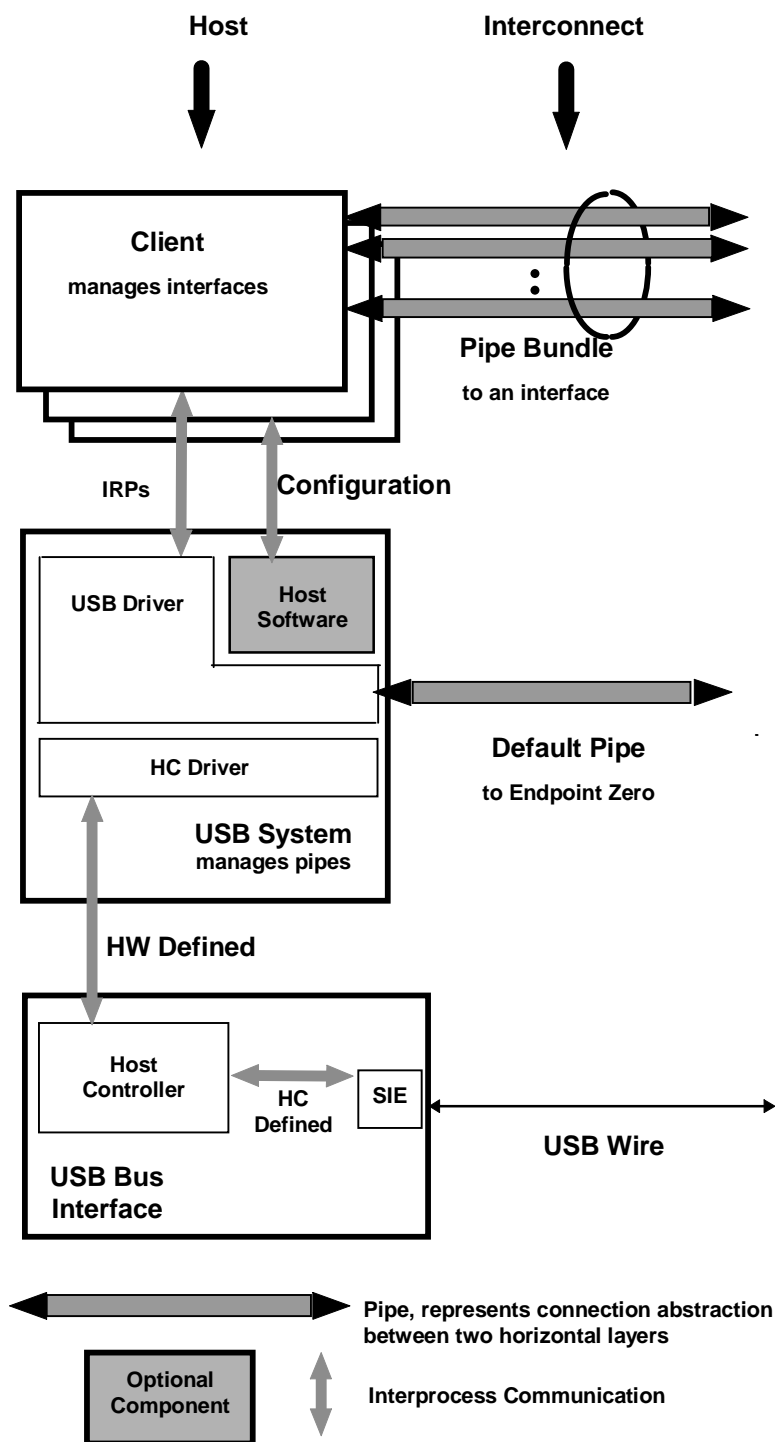 Host
Interconnect
Client
manages interfaces
Pipe Bundle
to an interface
IRPs
Configuration
USB Driver
Host
Software
Default Pipe
to Endpoint Zero
HC Driver
USB System
manages pipes
HW Defined
Host
Controller
HC
Defined
SIE
USB Wire
USB Bus
Interface
Pipe, represents connection abstraction
between two horizontal layers
Optional
Component
Interprocess Communication